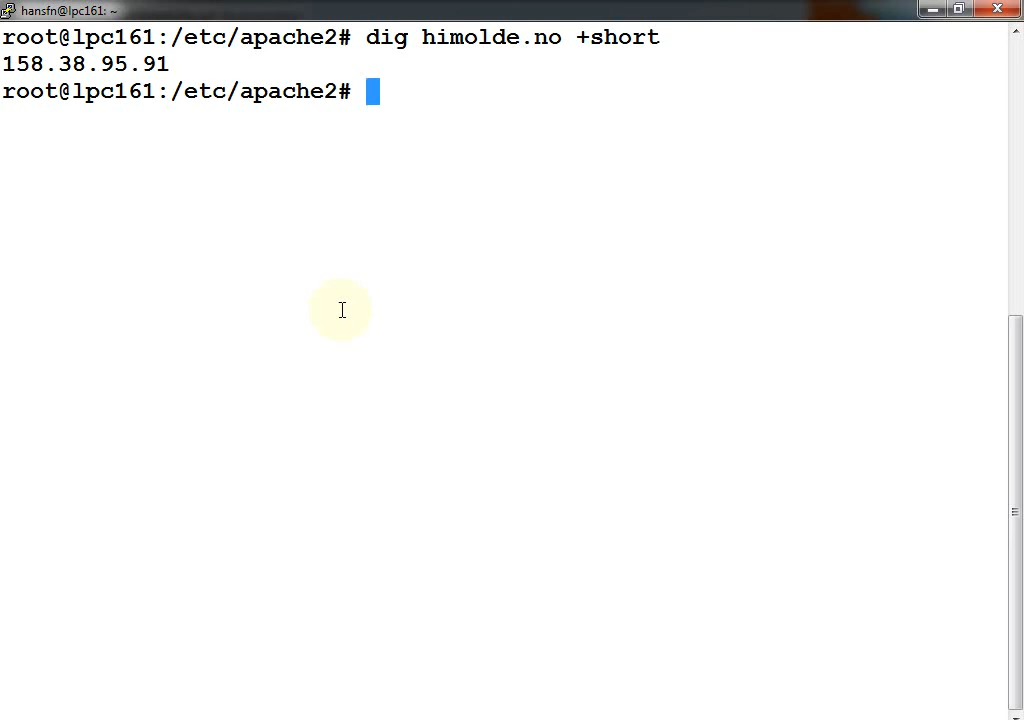 hansfn@lpc161: ~
root@lpc161:/etc/apache2# dig himolde.no +short
158.38.95.91
root@lpc161:/etc/apache2#